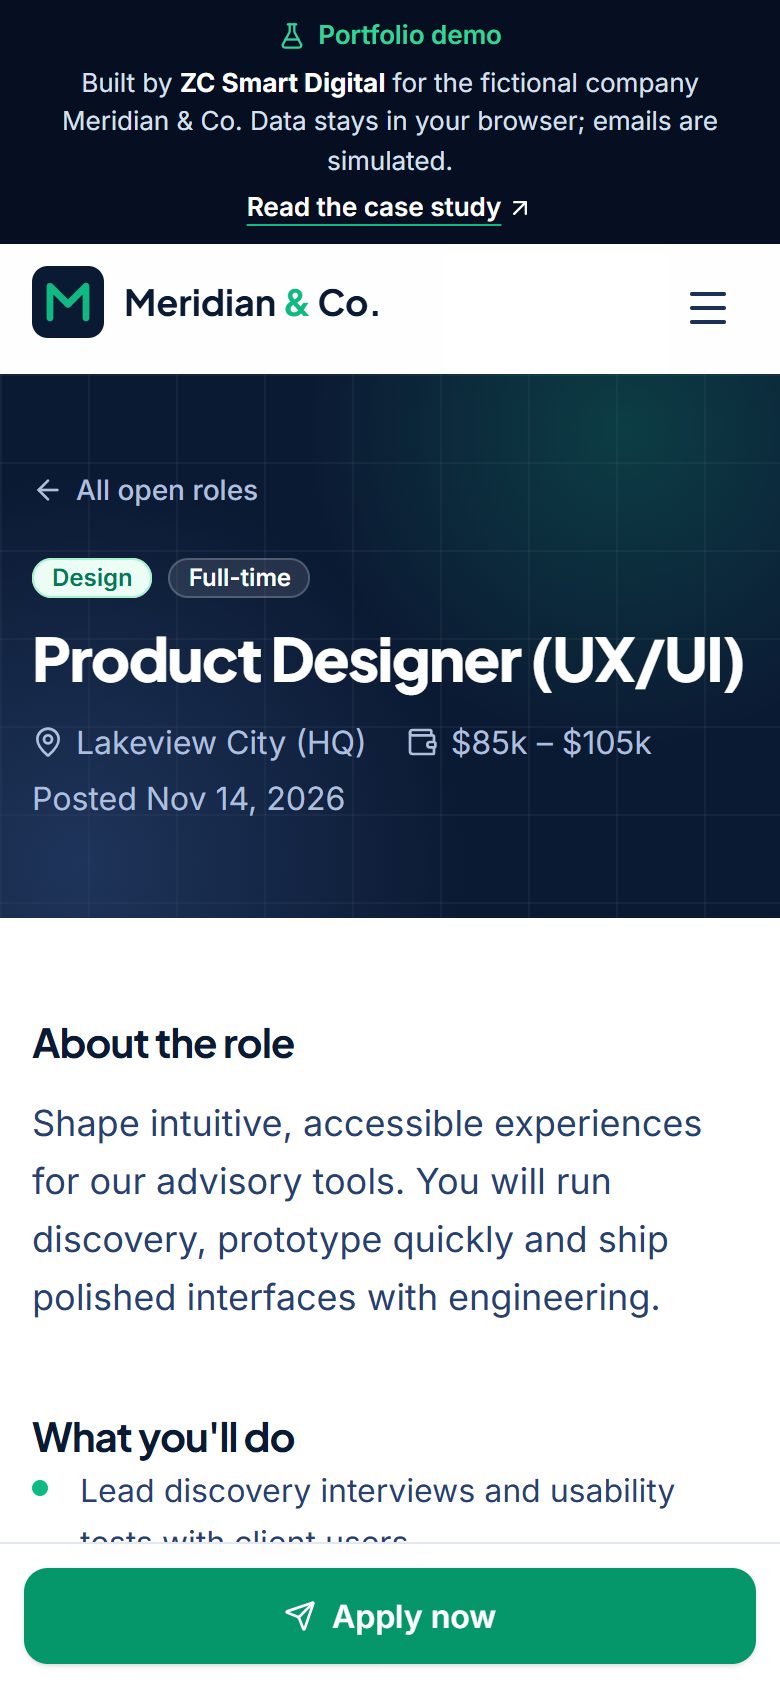 Portfolio demo
Built by ZC Smart Digital for the fictional company
Meridian & Co. Data stays in your browser; emails are
simulated.
Read the case study
Meridian & Co.
All open roles
Design Full-time
Product Designer (UX/UI)
Lakeview City (HQ) $85k – $105k
Posted Nov 14, 2026
About the role
Shape intuitive, accessible experiences
for our advisory tools. You will run
discovery, prototype quickly and ship
polished interfaces with engineering.
What you'll do
Lead discovery interviews and usability
tests with client users
Apply now